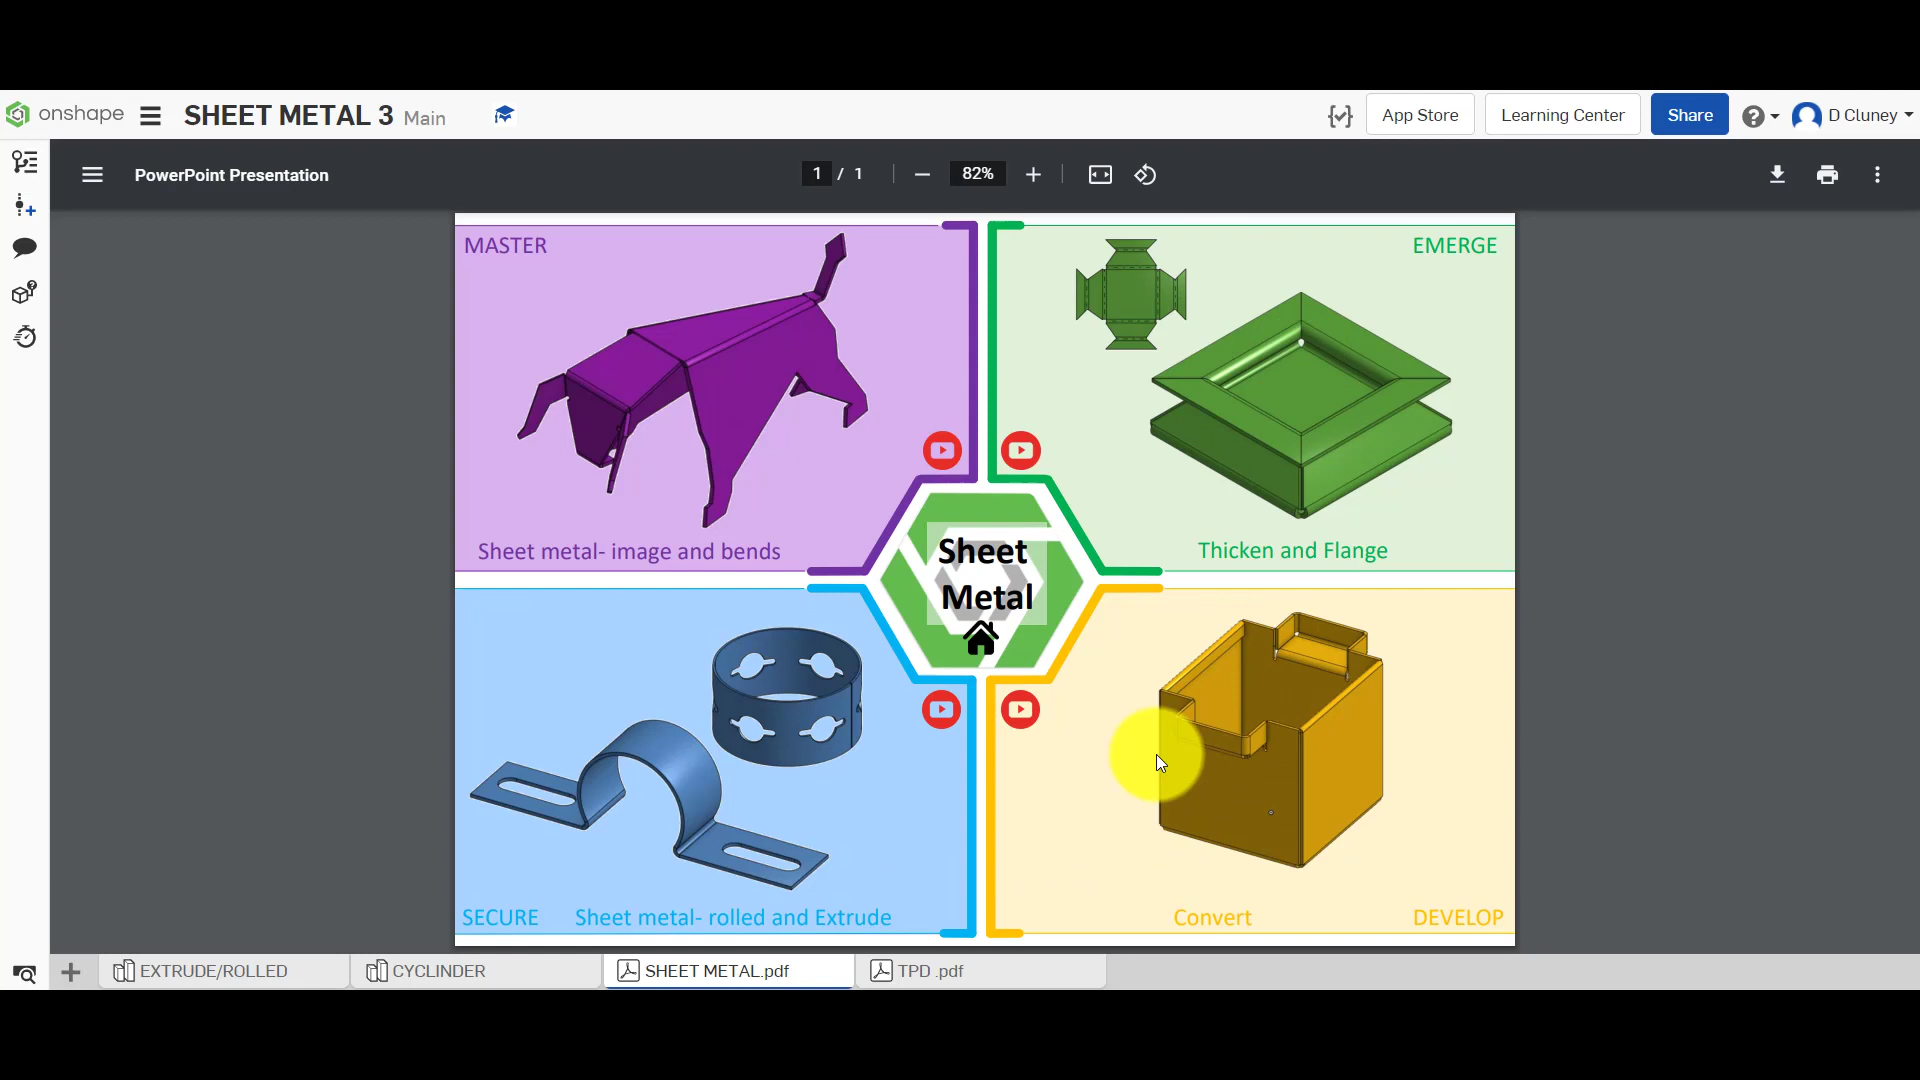 onshape
SHEET METAL 3 Main
App Store
Learning Center
Share
D Cluney
PowerPoint Presentation
1 / 1
82%
MASTER
EMERGE
Sheet metal- image and bends
Thicken and Flange
Sheet
Metal
SECURE
Sheet metal- rolled and Extrude
Convert
DEVELOP
EXTRUDE/ROLLED
CYCLINDER
SHEET METAL.pdf
TPD .pdf